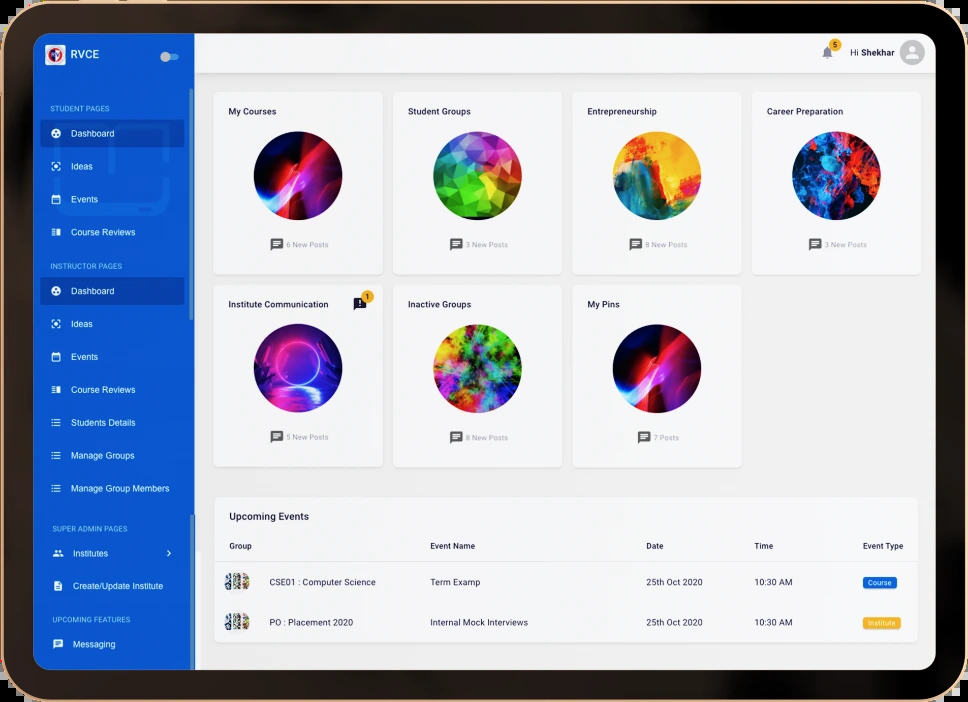 RVCE
5
Hi Shekhar
STUDENT PAGES
Dashboard
Ideas
Events
Course Reviews
INSTRUCTOR PAGES
Dashboard
Ideas
Events
Course Reviews
Students Details
Manage Groups
Manage Group Members
SUPER ADMIN PAGES
Institutes
Create/Update Institute
UPCOMING FEATURES
Messaging
My Courses
6 New Posts
Student Groups
3 New Posts
Entrepreneurship
8 New Posts
Career Preparation
3 New Posts
Institute Communication
1
5 New Posts
Inactive Groups
8 New Posts
My Pins
7 Posts
Upcoming Events
Group Event Name Date Time Event Type
CSE01 : Computer Science Term Examp 25th Oct 2020 10:30 AM Course
PO : Placement 2020 Internal Mock Interviews 25th Oct 2020 10:30 AM Institute